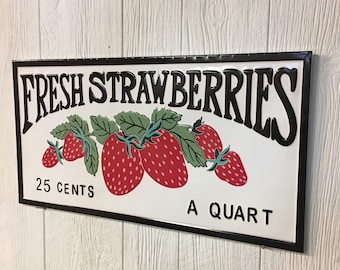 FRESH STRAWBERRIES
25 CENTS
A QUART